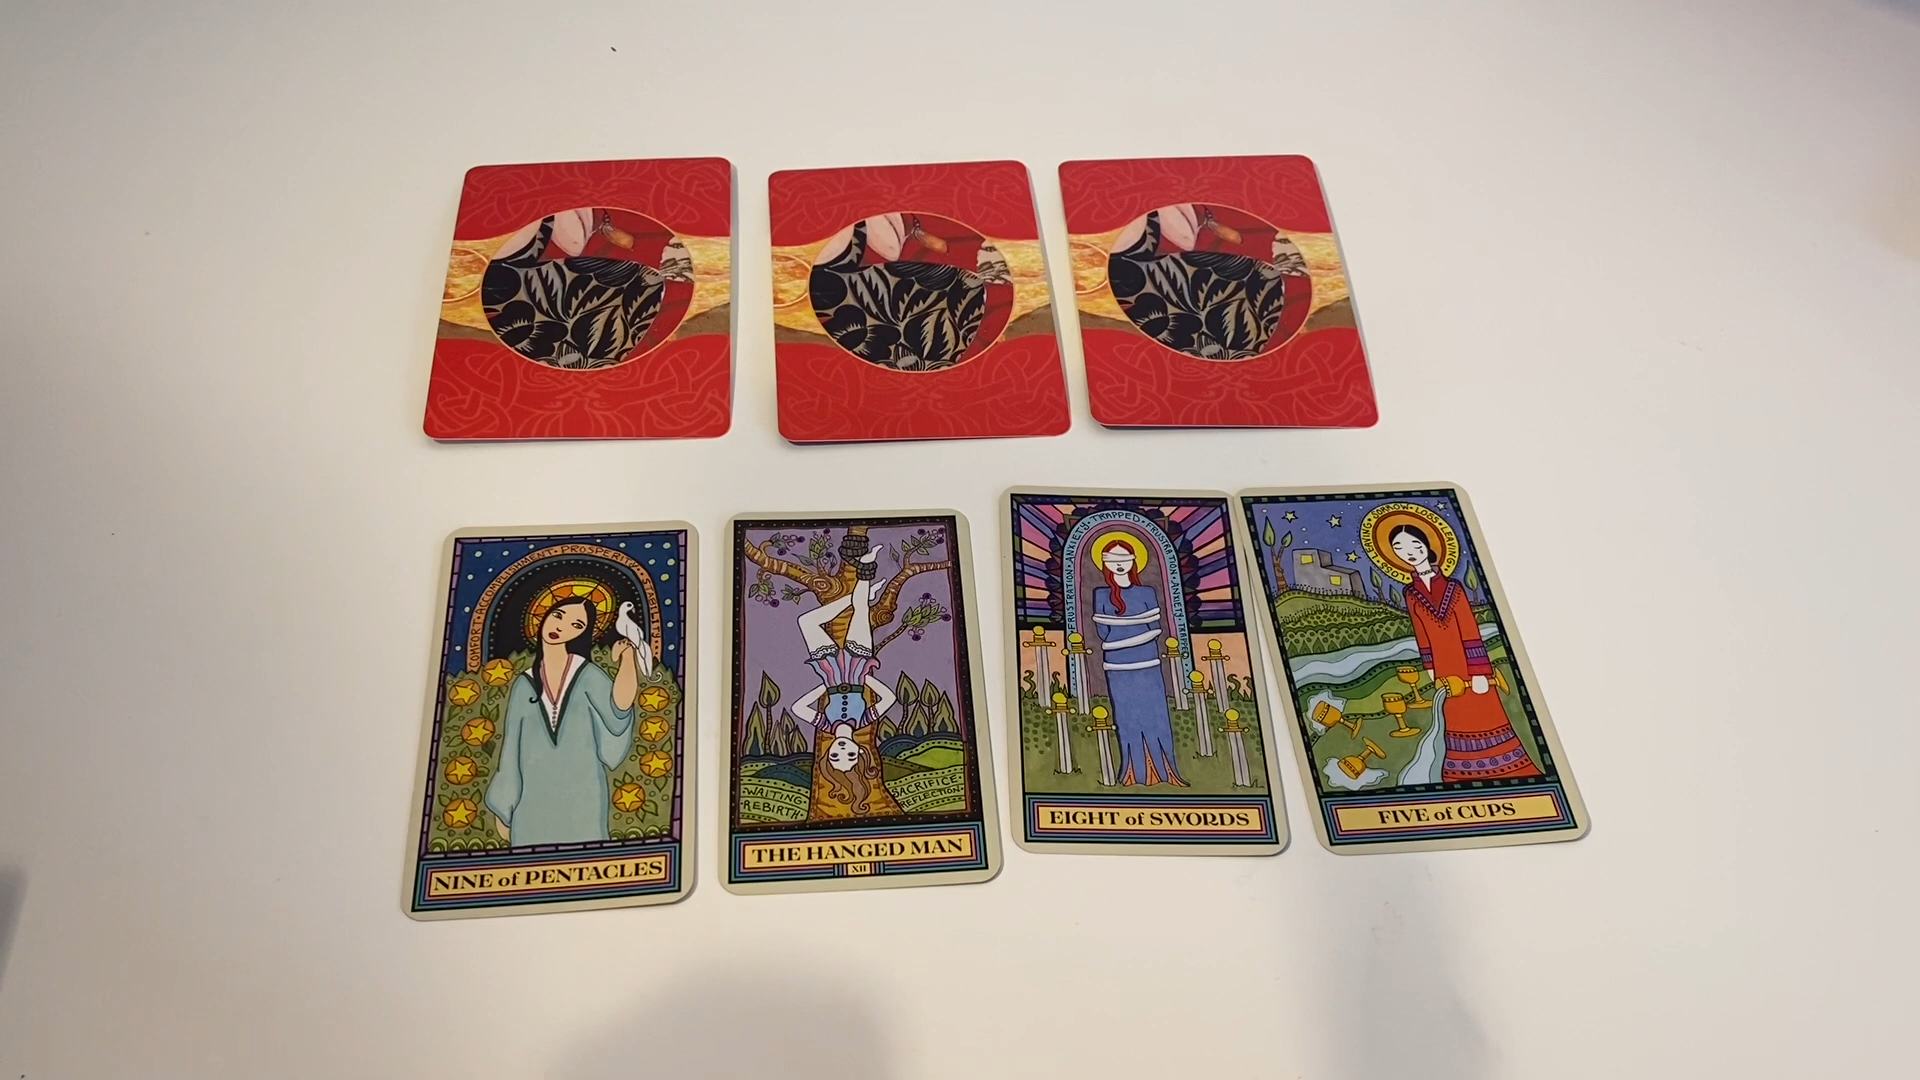 COMFORT · ACCOMPLISHMENT · PROSPERITY · STABILITY
NINE of PENTACLES
WAITING
REBIRTH
SACRIFICE
REFLECTION
THE HANGED MAN
XII
FRUSTRATION · ANXIETY · TRAPPED · FRUSTRATION · ANXIETY · TRAPPED
EIGHT of SWORDS
LOSS · LEAVING · SORROW · LOSS · LEAVING
FIVE of CUPS